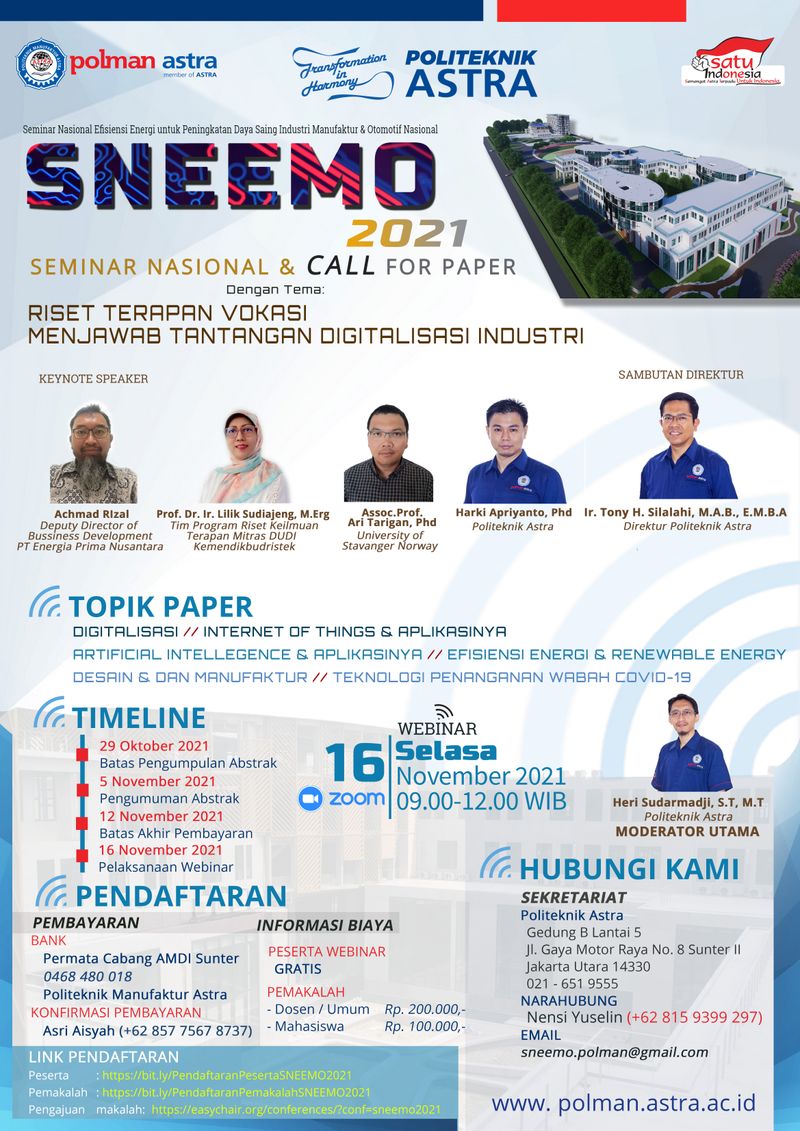 polman astra
member of ASTRA
Transformation
in
Harmony
POLITEKNIK
ASTRA
satu
Indonesia
Semangat Astra Terpadu Untuk Indonesia
Seminar Nasional Efisiensi Energi untuk Peningkatan Daya Saing Industri Manufaktur & Otomotif Nasional
SNEEMO
2021
SEMINAR NASIONAL & CALL FOR PAPER
Dengan Tema:
RISET TERAPAN VOKASI
MENJAWAB TANTANGAN DIGITALISASI INDUSTRI
KEYNOTE SPEAKER
SAMBUTAN DIREKTUR
Achmad RIzal
Deputy Director of
Bussiness Development
PT Energia Prima Nusantara
Prof. Dr. Ir. Lilik Sudiajeng, M.Erg
Tim Program Riset Keilmuan
Terapan Mitras DUDI
Kemendikbudristek
Assoc.Prof.
Ari Tarigan, Phd
University of
Stavanger Norway
Harki Apriyanto, Phd
Politeknik Astra
Ir. Tony H. Silalahi, M.A.B., E.M.B.A
Direktur Politeknik Astra
TOPIK PAPER
DIGITALISASI // INTERNET OF THINGS & APLIKASINYA
ARTIFICIAL INTELLEGENCE & APLIKASINYA // EFISIENSI ENERGI & RENEWABLE ENERGY
DESAIN & DAN MANUFAKTUR // TEKNOLOGI PENANGANAN WABAH COVID-19
TIMELINE
29 Oktober 2021
Batas Pengumpulan Abstrak
5 November 2021
Pengumuman Abstrak
12 November 2021
Batas Akhir Pembayaran
16 November 2021
Pelaksanaan Webinar
WEBINAR
16 Selasa
November 2021
zoom 09.00-12.00 WIB
Heri Sudarmadji, S.T, M.T
Politeknik Astra
MODERATOR UTAMA
PENDAFTARAN
PEMBAYARAN
BANK
Permata Cabang AMDI Sunter
0468 480 018
Politeknik Manufaktur Astra
KONFIRMASI PEMBAYARAN
Asri Aisyah (+62 857 7567 8737)
INFORMASI BIAYA
PESERTA WEBINAR
GRATIS
PEMAKALAH
- Dosen / Umum Rp. 200.000,-
- Mahasiswa Rp. 100.000,-
HUBUNGI KAMI
SEKRETARIAT
Politeknik Astra
Gedung B Lantai 5
Jl. Gaya Motor Raya No. 8 Sunter II
Jakarta Utara 14330
021 - 651 9555
NARAHUBUNG
Nensi Yuselin (+62 815 9399 297)
EMAIL
sneemo.polman@gmail.com
LINK PENDAFTARAN
Peserta : https://bit.ly/PendaftaranPesertaSNEEMO2021
Pemakalah : https://bit.ly/PendaftaranPemakalahSNEEMO2021
Pengajuan makalah: https://easychair.org/conferences/?conf=sneemo2021
www. polman.astra.ac.id